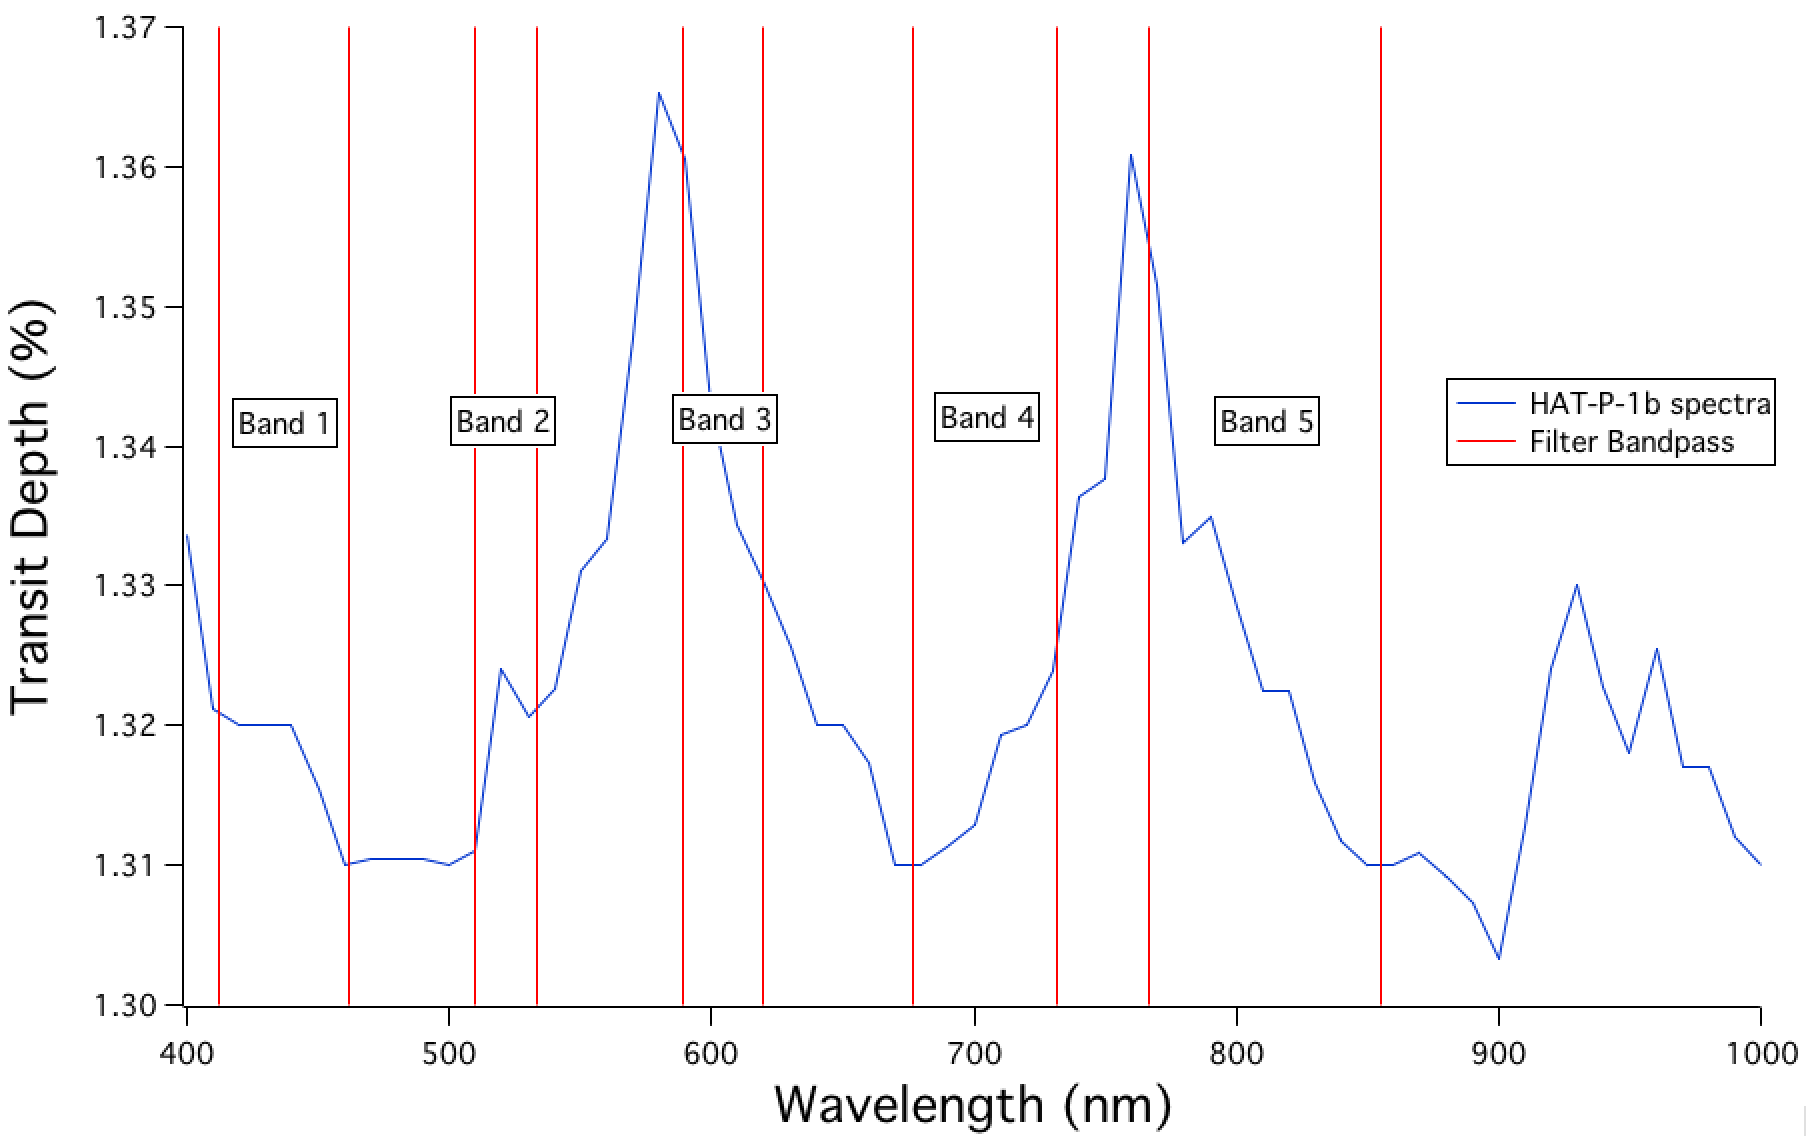 1.37
1.36
1.35
1.34
1.33
1.32
1.31
1.30
Transit Depth (%)
Band 1
Band 2
Band 3
Band 4
Band 5
HAT-P-1b spectra
Filter Bandpass
400 500 600 700 800 900 1000
Wavelength (nm)